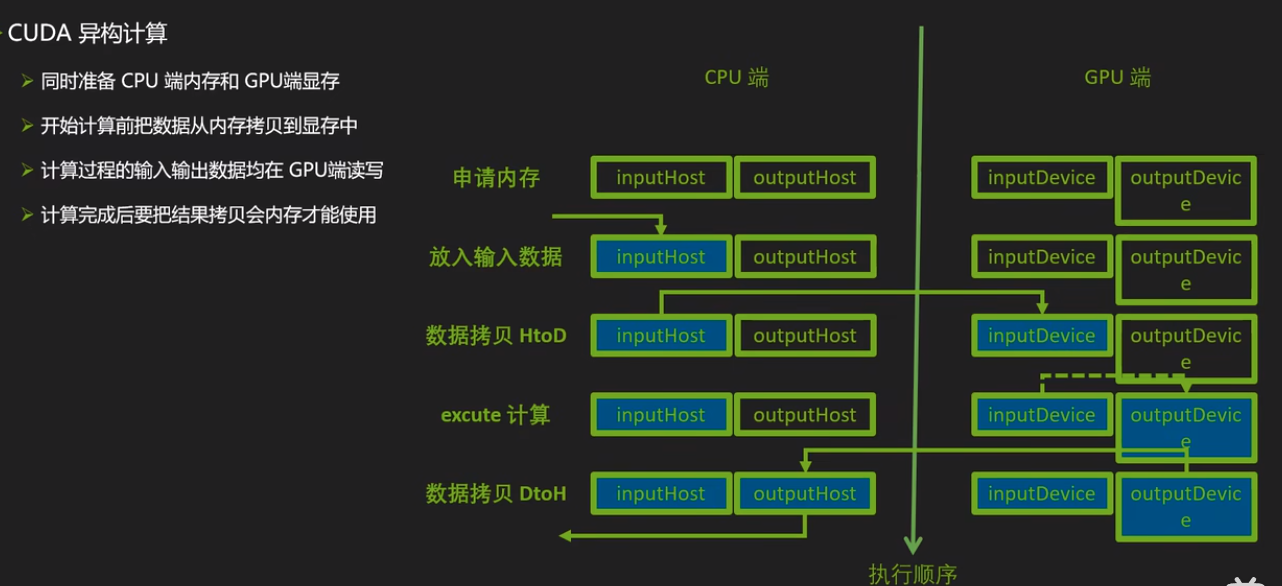 CUDA 异构计算
同时准备 CPU 端内存和 GPU端显存
开始计算前把数据从内存拷贝到显存中
计算过程的输入输出数据均在 GPU端读写
计算完成后要把结果拷贝会内存才能使用
CPU 端
GPU 端
申请内存
inputHost
outputHost
inputDevice
outputDevic
e
放入输入数据
inputHost
outputHost
inputDevice
outputDevic
e
数据拷贝 HtoD
inputHost
outputHost
inputDevice
outputDevic
e
excute 计算
inputHost
outputHost
inputDevice
outputDevic
e
数据拷贝 DtoH
inputHost
outputHost
inputDevice
outputDevic
e
执行顺序